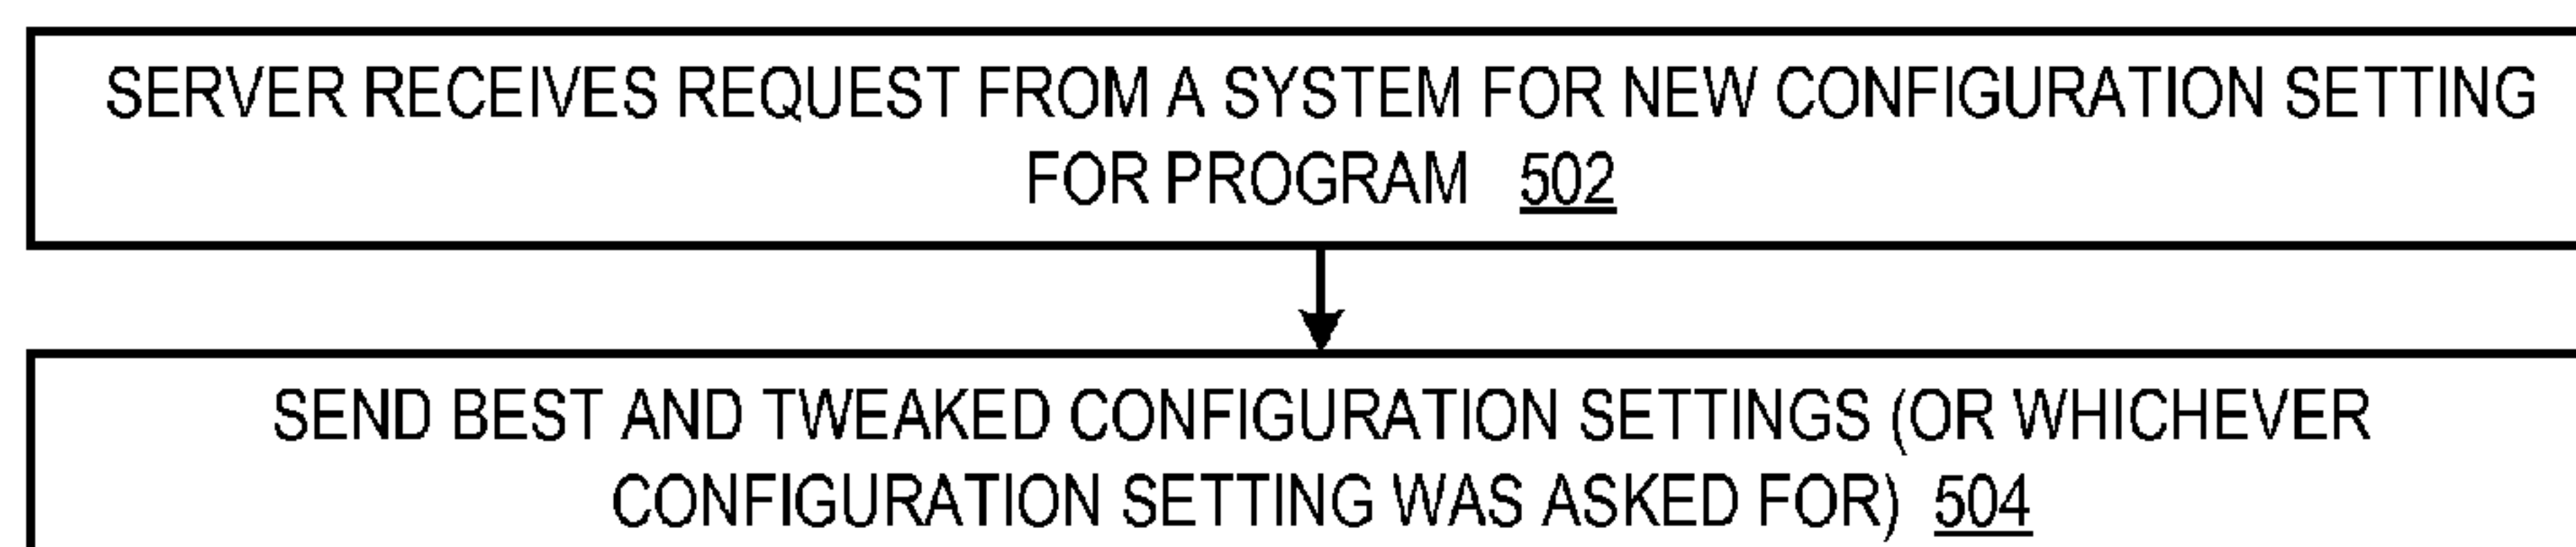 SERVER RECEIVES REQUEST FROM A SYSTEM FOR NEW CONFIGURATION SETTING
FOR PROGRAM 502
SEND BEST AND TWEAKED CONFIGURATION SETTINGS (OR WHICHEVER
CONFIGURATION SETTING WAS ASKED FOR) 504